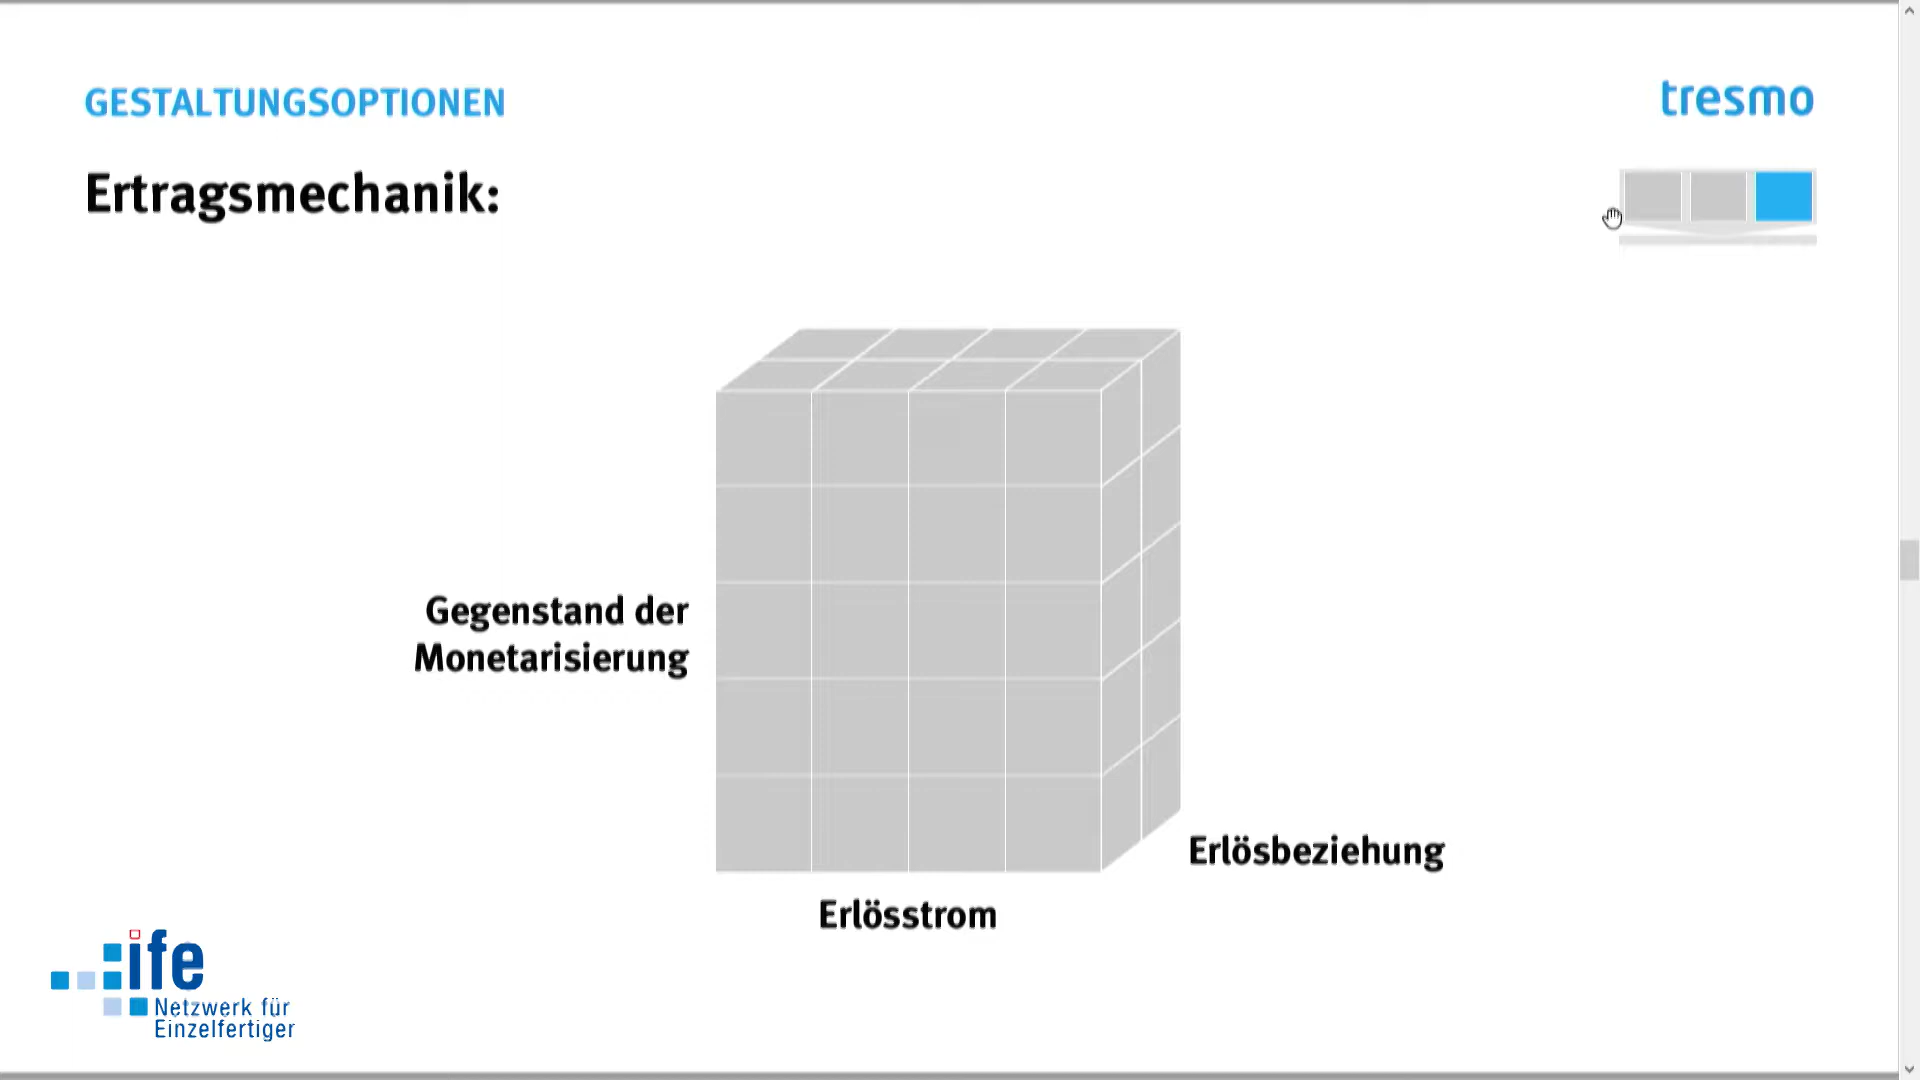 GESTALTUNGSOPTIONEN
tresmo
Ertragsmechanik:
Gegenstand der
Monetarisierung
Erlösbeziehung
Erlösstrom
ife
Netzwerk für
Einzelfertiger